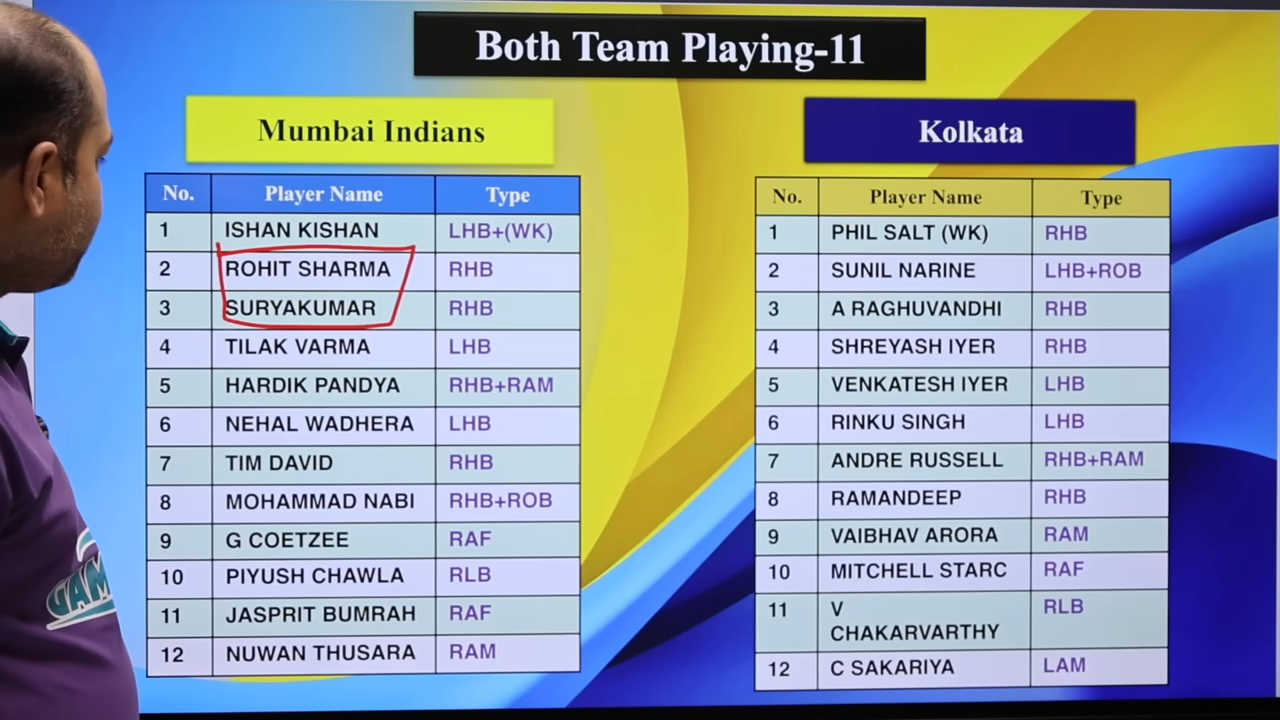 Both Team Playing-11
Mumbai Indians
No. Player Name Type
1 ISHAN KISHAN LHB+(WK)
2 ROHIT SHARMA RHB
3 SURYAKUMAR RHB
4 TILAK VARMA LHB
5 HARDIK PANDYA RHB+RAM
6 NEHAL WADHERA LHB
7 TIM DAVID RHB
8 MOHAMMAD NABI RHB+ROB
9 G COETZEE RAF
10 PIYUSH CHAWLA RLB
11 JASPRIT BUMRAH RAF
12 NUWAN THUSARA RAM
Kolkata
No. Player Name Type
1 PHIL SALT (WK) RHB
2 SUNIL NARINE LHB+ROB
3 A RAGHUVANDHI RHB
4 SHREYASH IYER RHB
5 VENKATESH IYER LHB
6 RINKU SINGH LHB
7 ANDRE RUSSELL RHB+RAM
8 RAMANDEEP RHB
9 VAIBHAV ARORA RAM
10 MITCHELL STARC RAF
11 V RLB
CHAKARVARTHY
12 C SAKARIYA LAM